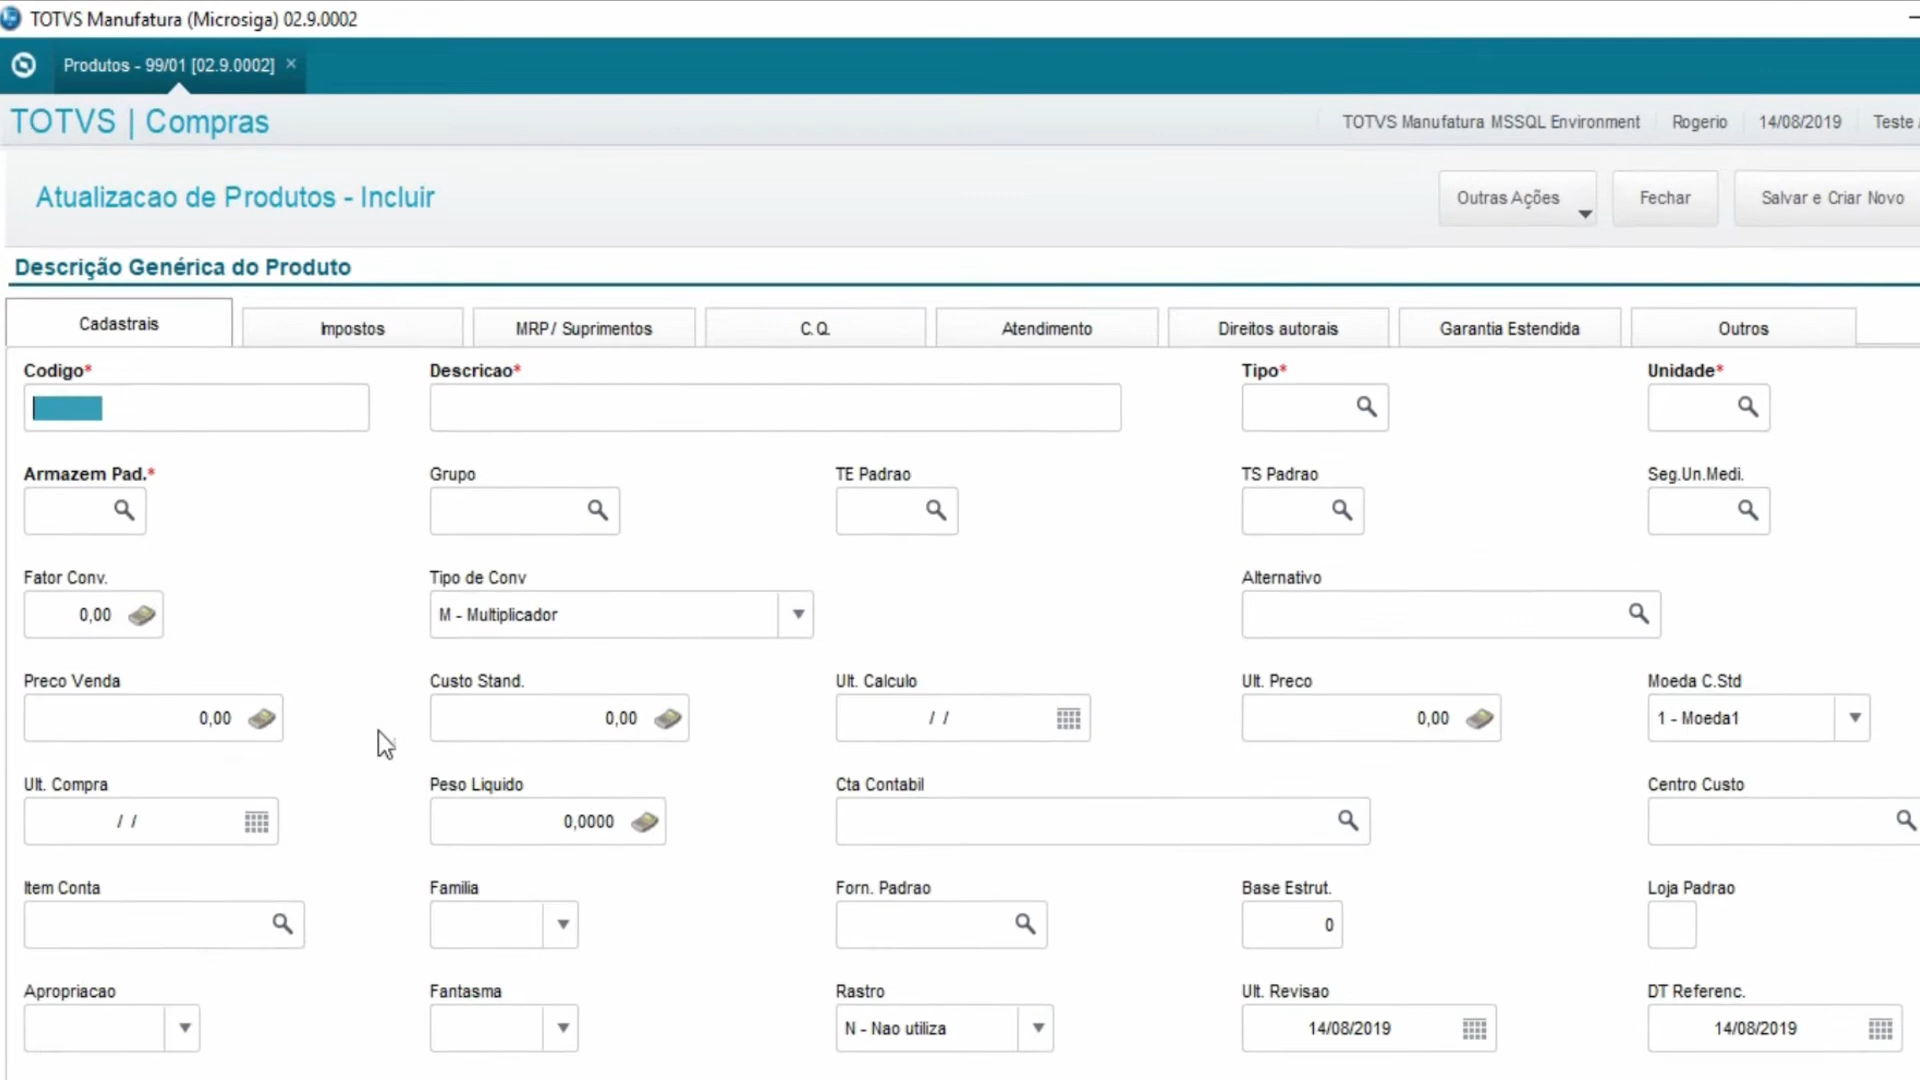 TOTVS Manufatura (Microsiga) 02.9.0002
Produtos - 99/01 [02.9.0002] ×
TOTVS | Compras
TOTVS Manufatura MSSQL Environment Rogerio 14/08/2019 Teste
Atualizacao de Produtos - Incluir
Outras Ações Fechar Salvar e Criar Novo
Descrição Genérica do Produto
Cadastrais Impostos MRP / Suprimentos C.Q. Atendimento Direitos autorais Garantia Estendida Outros
Codigo* Descricao* Tipo* Unidade*
Armazem Pad.* Grupo TE Padrao TS Padrao Seg.Un.Medi.
Fator Conv. Tipo de Conv Alternativo
0,00 M - Multiplicador
Preco Venda Custo Stand. Ult. Calculo Ult. Preco Moeda C.Std
0,00 0,00 / / 0,00 1 - Moeda1
Ult. Compra Peso Liquido Cta Contabil Centro Custo
/ / 0,0000
Item Conta Familia Forn. Padrao Base Estrut. Loja Padrao
0
Apropriacao Fantasma Rastro Ult. Revisao DT Referenc.
N - Nao utiliza 14/08/2019 14/08/2019